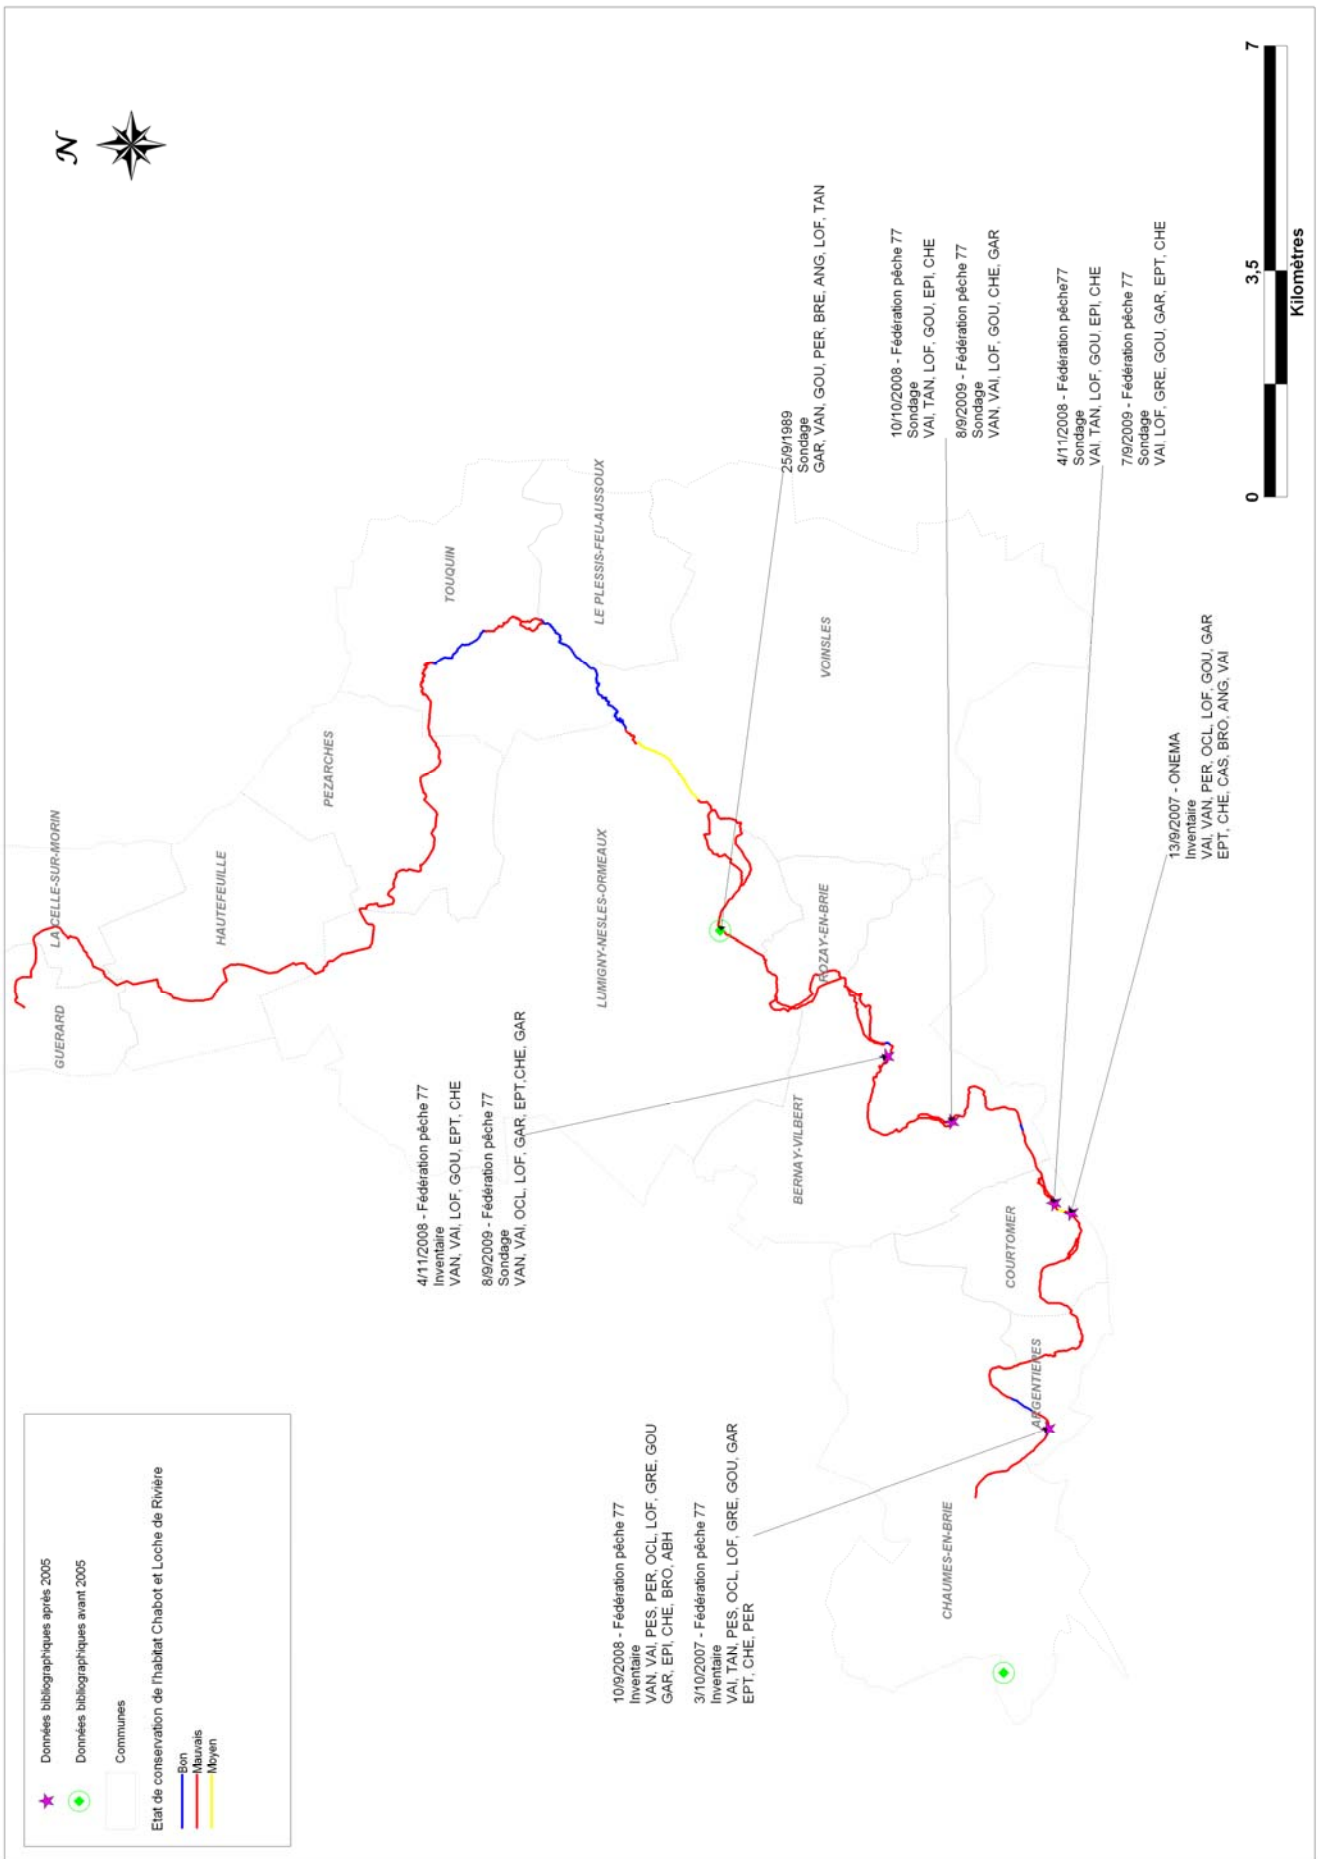 Données bibliographiques après 2005
Données bibliographiques avant 2005
Communes
Etat de conservation de l'habitat Chabot et Loche de Rivière
Bon
Mauvais
Moyen
N
GUERARD
LA CELLE-SUR-MORIN
HAUTEFEUILLE
PEZARCHES
TOUQUIN
LE PLESSIS-FEU-AUSSOUX
LUMIGNY-NESLES-ORMEAUX
VOINSLES
ROZAY-EN-BRIE
BERNAY-VILBERT
COURTOMER
ARGENTIERES
CHAUMES-EN-BRIE
4/11/2008 - Fédération pêche 77
Inventaire
VAN, VAI, LOF, GOU, EPT, CHE
8/9/2009 - Fédération pêche 77
Sondage
VAN, VAI, OCL, LOF, GAR, EPT,CHE, GAR
10/9/2008 - Fédération pêche 77
Inventaire
VAN, VAI, PES, PER, OCL, LOF, GRE, GOU
GAR, EPI, CHE, BRO, ABH
3/10/2007 - Fédération pêche 77
Inventaire
VAI, TAN, PES, OCL, LOF, GRE, GOU, GAR
EPT, CHE, PER
25/9/1989
Sondage
GAR, VAN, GOU, PER, BRE, ANG, LOF, TAN
10/10/2008 - Fédération pêche 77
Sondage
VAI, TAN, LOF, GOU, EPI, CHE
8/9/2009 - Fédération pêche 77
Sondage
VAN, VAI, LOF, GOU, CHE, GAR
4/11/2008 - Fédération pêche77
Sondage
VAI, TAN, LOF, GOU, EPI, CHE
7/9/2009 - Fédération pêche 77
Sondage
VAI, LOF, GRE, GOU, GAR, EPT, CHE
13/9/2007 - ONEMA
Inventaire
VAI, VAN, PER, OCL, LOF, GOU, GAR
EPT, CHE, CAS, BRO, ANG, VAI
0 3,5 7
Kilomètres